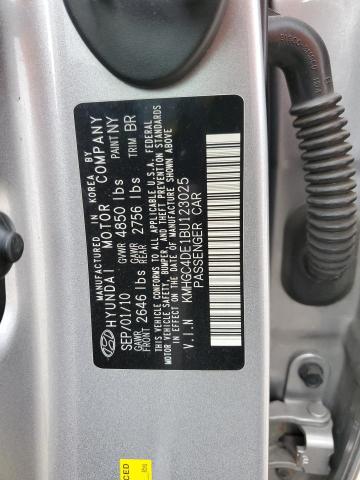 MANUFACTURED IN KOREA BY
HYUNDAI MOTOR COMPANY
SEP/01/10 GVWR 4850 lbs PAINT NY
GAWR FRONT 2646 lbs GAWR REAR 2756 lbs TRIM BR
THIS VEHICLE CONFORMS TO ALL APPLICABLE U.S.A. FEDERAL
MOTOR VEHICLE SAFETY, BUMPER, AND THEFT PREVENTION
STANDARDS IN EFFECT ON THE DATE OF MANUFACTURE SHOWN ABOVE
V.I.N KMHGC4DE1BU123025
PASSENGER CAR